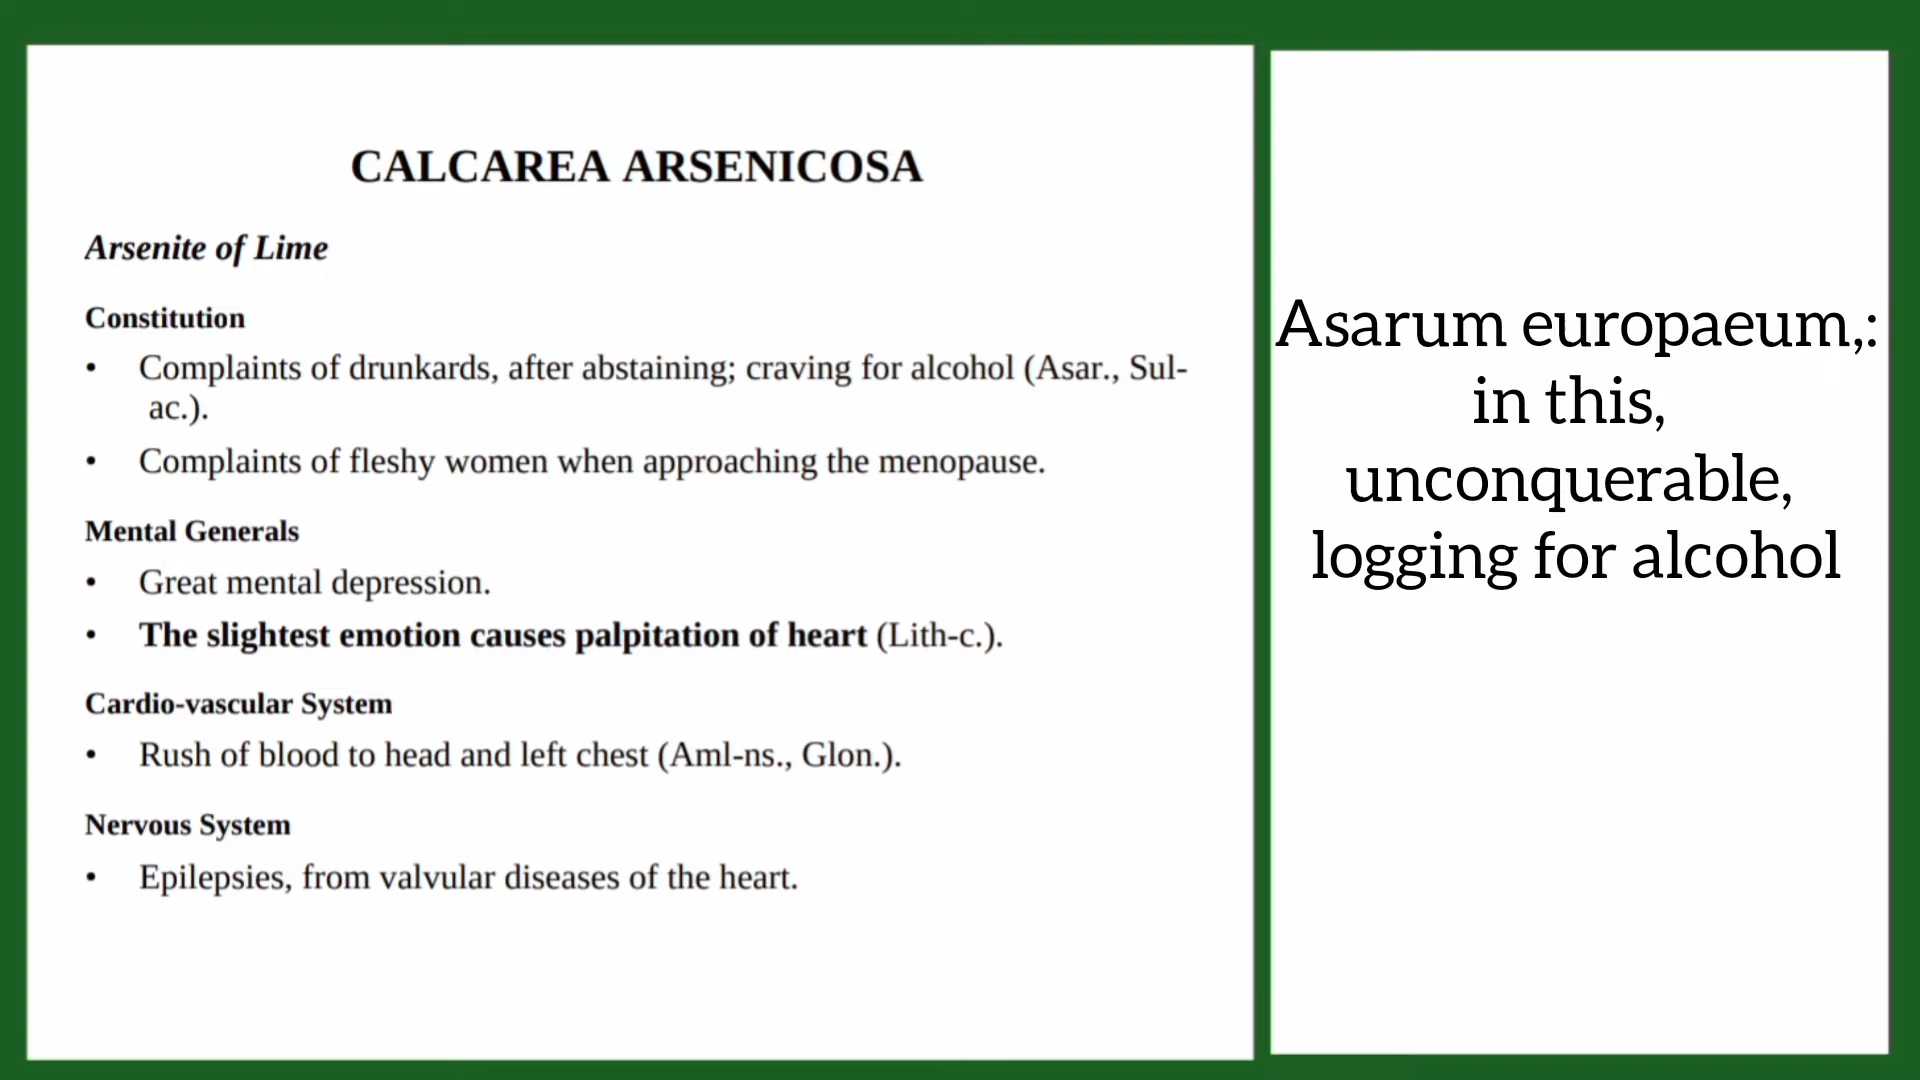 CALCAREA ARSENICOSA
Arsenite of Lime
Constitution
• Complaints of drunkards, after abstaining; craving for alcohol (Asar., Sul-
ac.).
• Complaints of fleshy women when approaching the menopause.
Mental Generals
• Great mental depression.
• The slightest emotion causes palpitation of heart (Lith-c.).
Cardio-vascular System
• Rush of blood to head and left chest (Aml-ns., Glon.).
Nervous System
• Epilepsies, from valvular diseases of the heart.
Asarum europaeum,:
in this,
unconquerable,
logging for alcohol